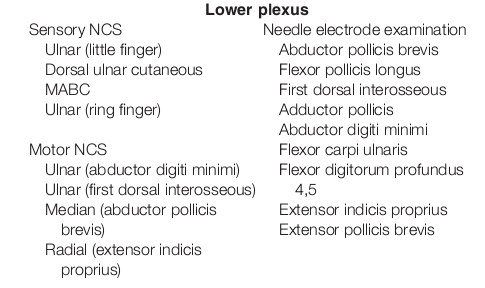 Lower plexus
Sensory NCS
Ulnar (little finger)
Dorsal ulnar cutaneous
MABC
Ulnar (ring finger)
Motor NCS
Ulnar (abductor digiti minimi)
Ulnar (first dorsal interosseous)
Median (abductor pollicis
brevis)
Radial (extensor indicis
proprius)
Needle electrode examination
Abductor pollicis brevis
Flexor pollicis longus
First dorsal interosseous
Adductor pollicis
Abductor digiti minimi
Flexor carpi ulnaris
Flexor digitorum profundus
4,5
Extensor indicis proprius
Extensor pollicis brevis